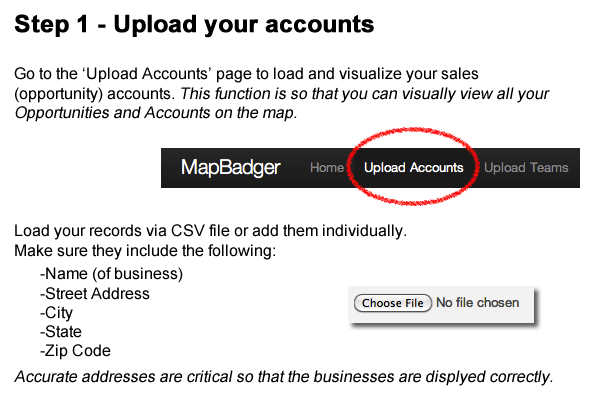 Step 1 - Upload your accounts
Go to the ‘Upload Accounts’ page to load and visualize your sales
(opportunity) accounts. This function is so that you can visually view all your
Opportunities and Accounts on the map.
MapBadger Home Upload Accounts Upload Teams
Load your records via CSV file or add them individually.
Make sure they include the following:
-Name (of business)
-Street Address
-City
-State
-Zip Code
Choose File No file chosen
Accurate addresses are critical so that the businesses are displyed correctly.